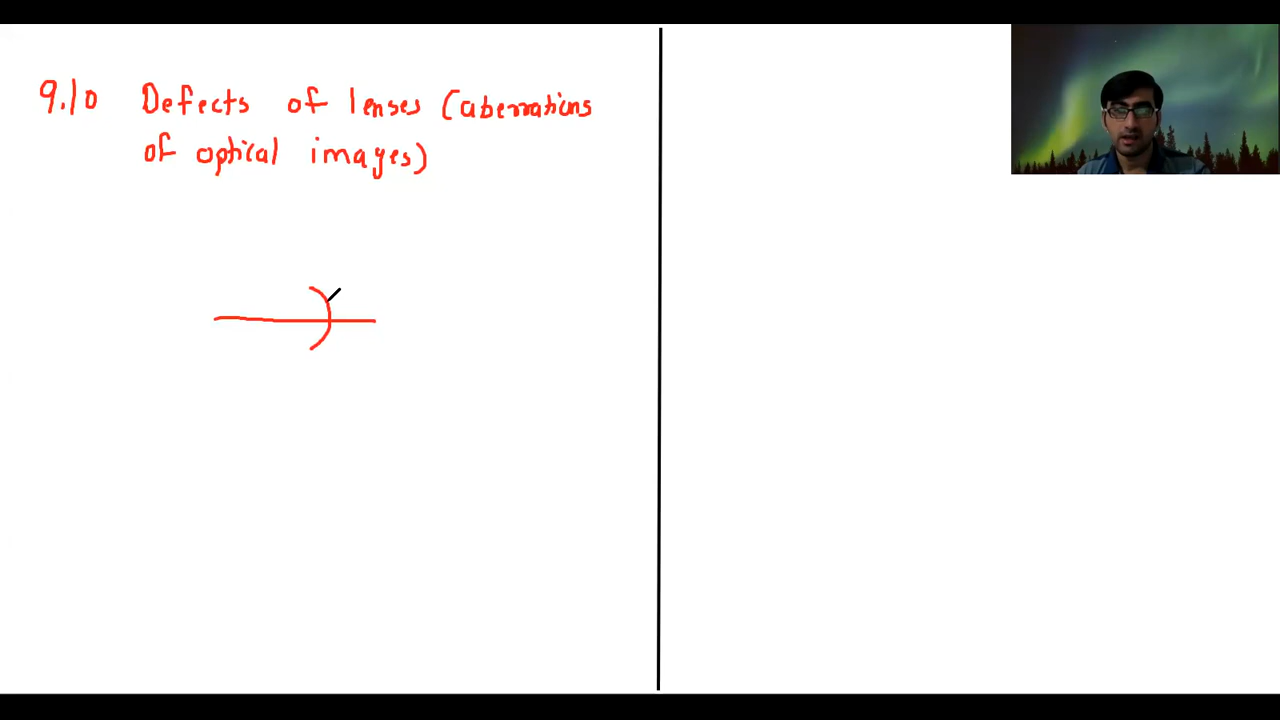 9.10 Defects of lenses (aberrations
of optical images)